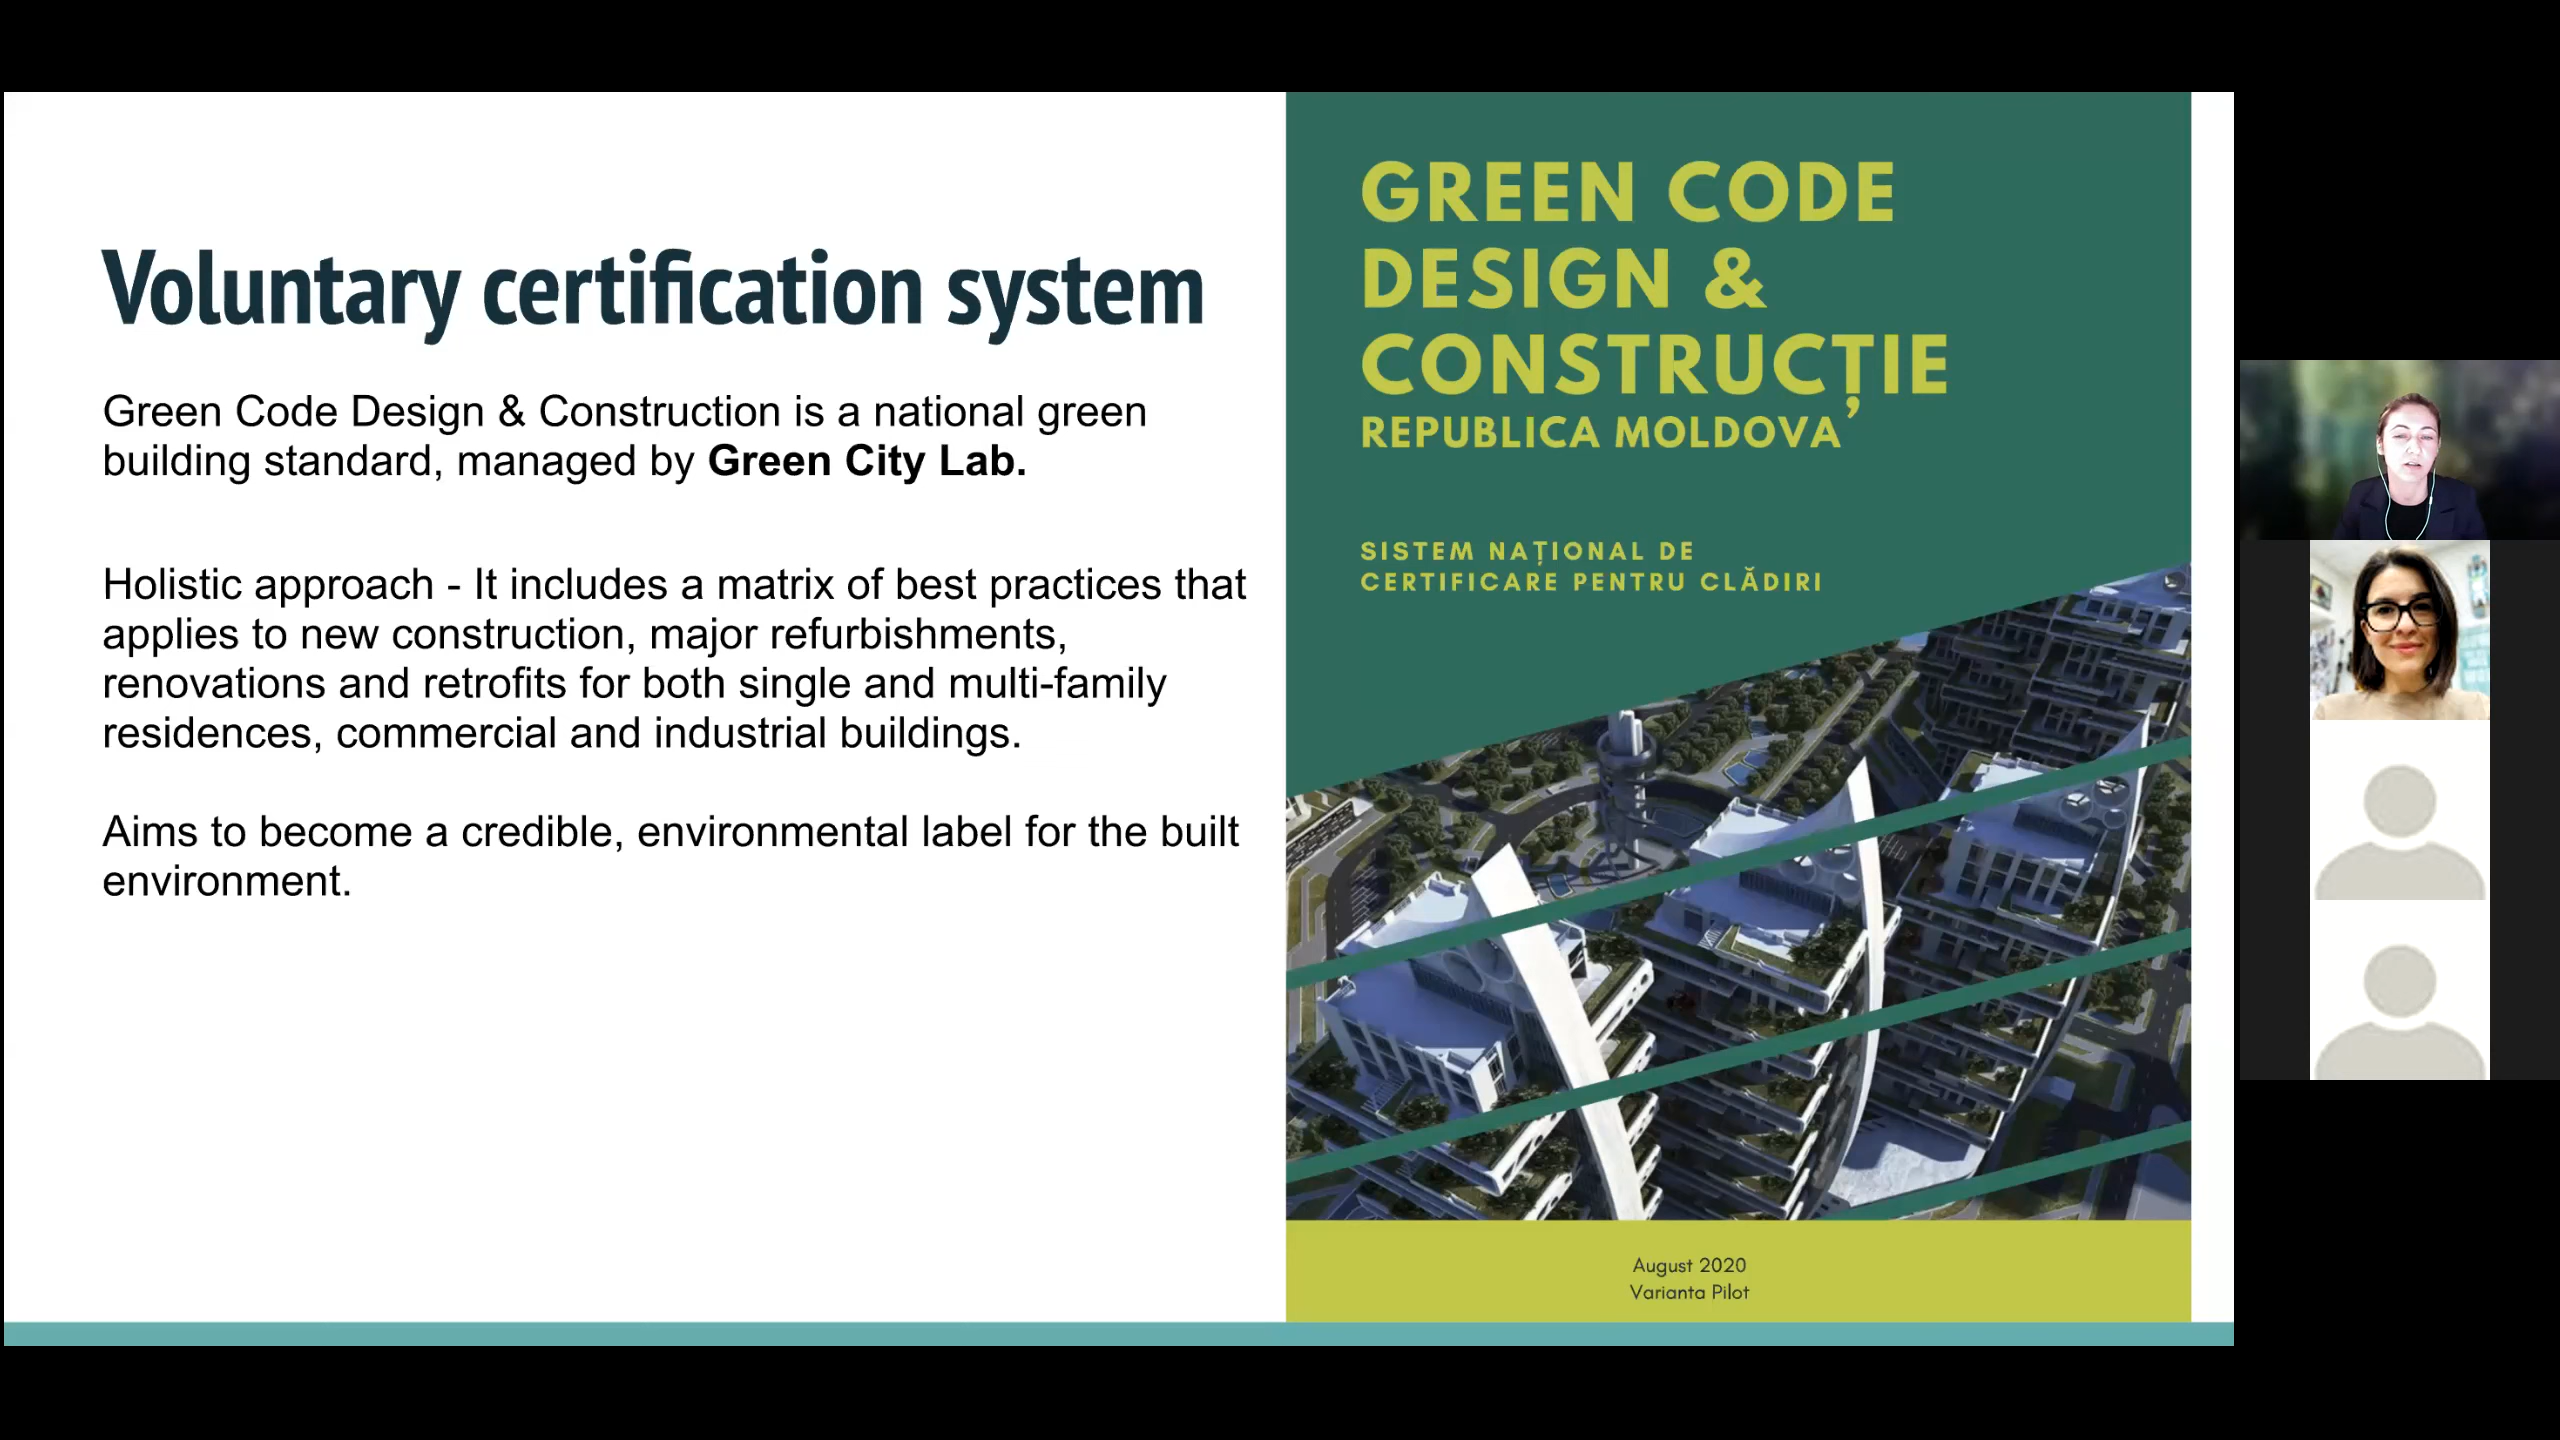 Voluntary certification system
Green Code Design & Construction is a national green
building standard, managed by Green City Lab.
Holistic approach - It includes a matrix of best practices that
applies to new construction, major refurbishments,
renovations and retrofits for both single and multi-family
residences, commercial and industrial buildings.
Aims to become a credible, environmental label for the built
environment.
GREEN CODE
DESIGN &
CONSTRUCȚIE
REPUBLICA MOLDOVA
SISTEM NAȚIONAL DE
CERTIFICARE PENTRU CLĂDIRI
August 2020
Varianta Pilot